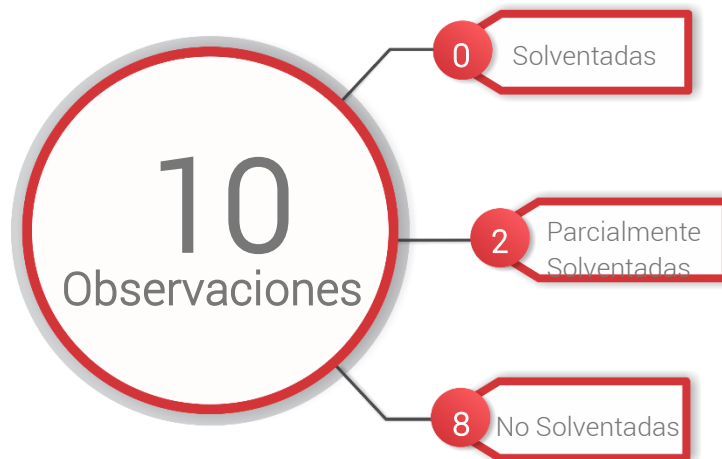 10
Observaciones
0
Solventadas
2
Parcialmente
Solventadas
8
No Solventadas